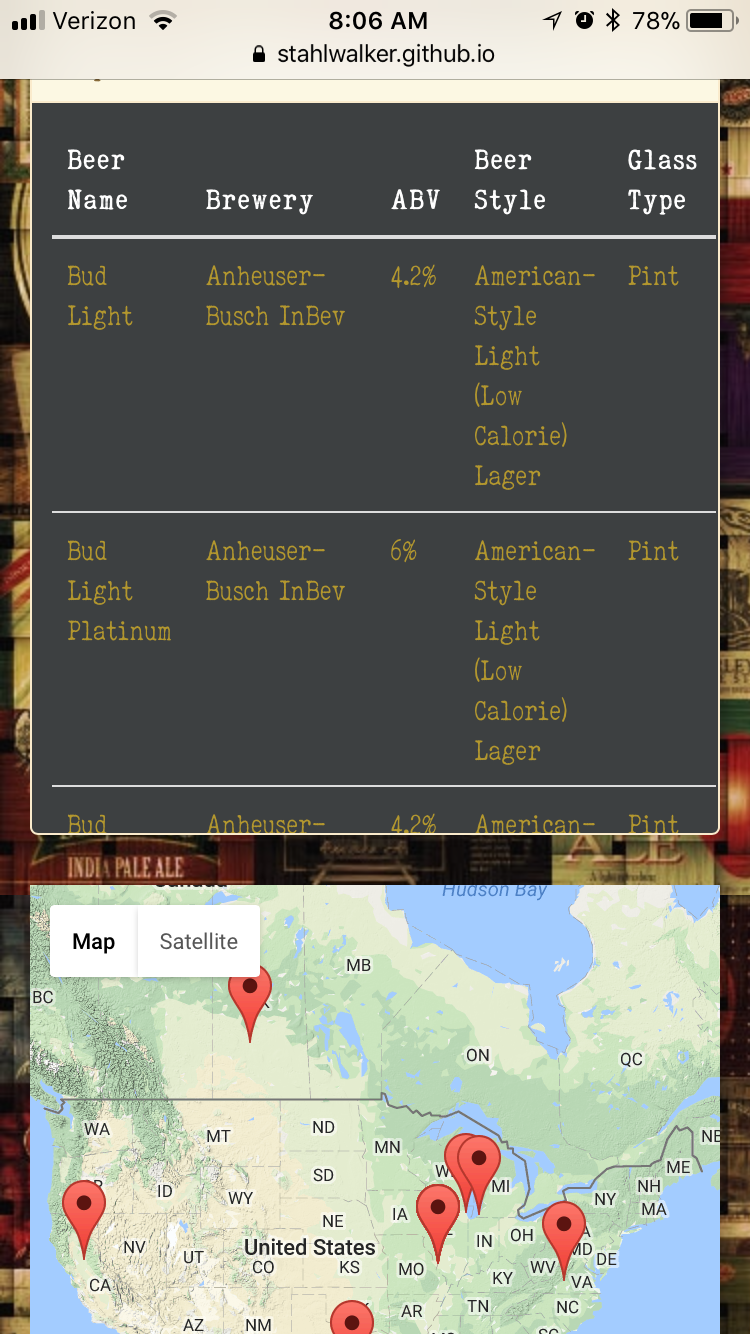 Verizon 8:06 AM 78%
stahlwalker.github.io
Beer Beer Glass
Name Brewery ABV Style Type
Bud Anheuser- 4.2% American- Pint
Light Busch InBev Style
Light
(Low
Calorie)
Lager
Bud Anheuser- 6% American- Pint
Light Busch InBev Style
Platinum Light
(Low
Calorie)
Lager
Bud Anheuser- 4.2% American- Pint
INDIA PALE ALE
ALE
Canada Hudson Bay
Map Satellite
MB
BC
ON
QC
WA MT ND
MN
ME
ID WY SD MI NH
NY
MA
IA
NE
NV UT United States IN OH MD DE
CO KS MO WV
CA KY VA
AZ NM AR TN NC
SC